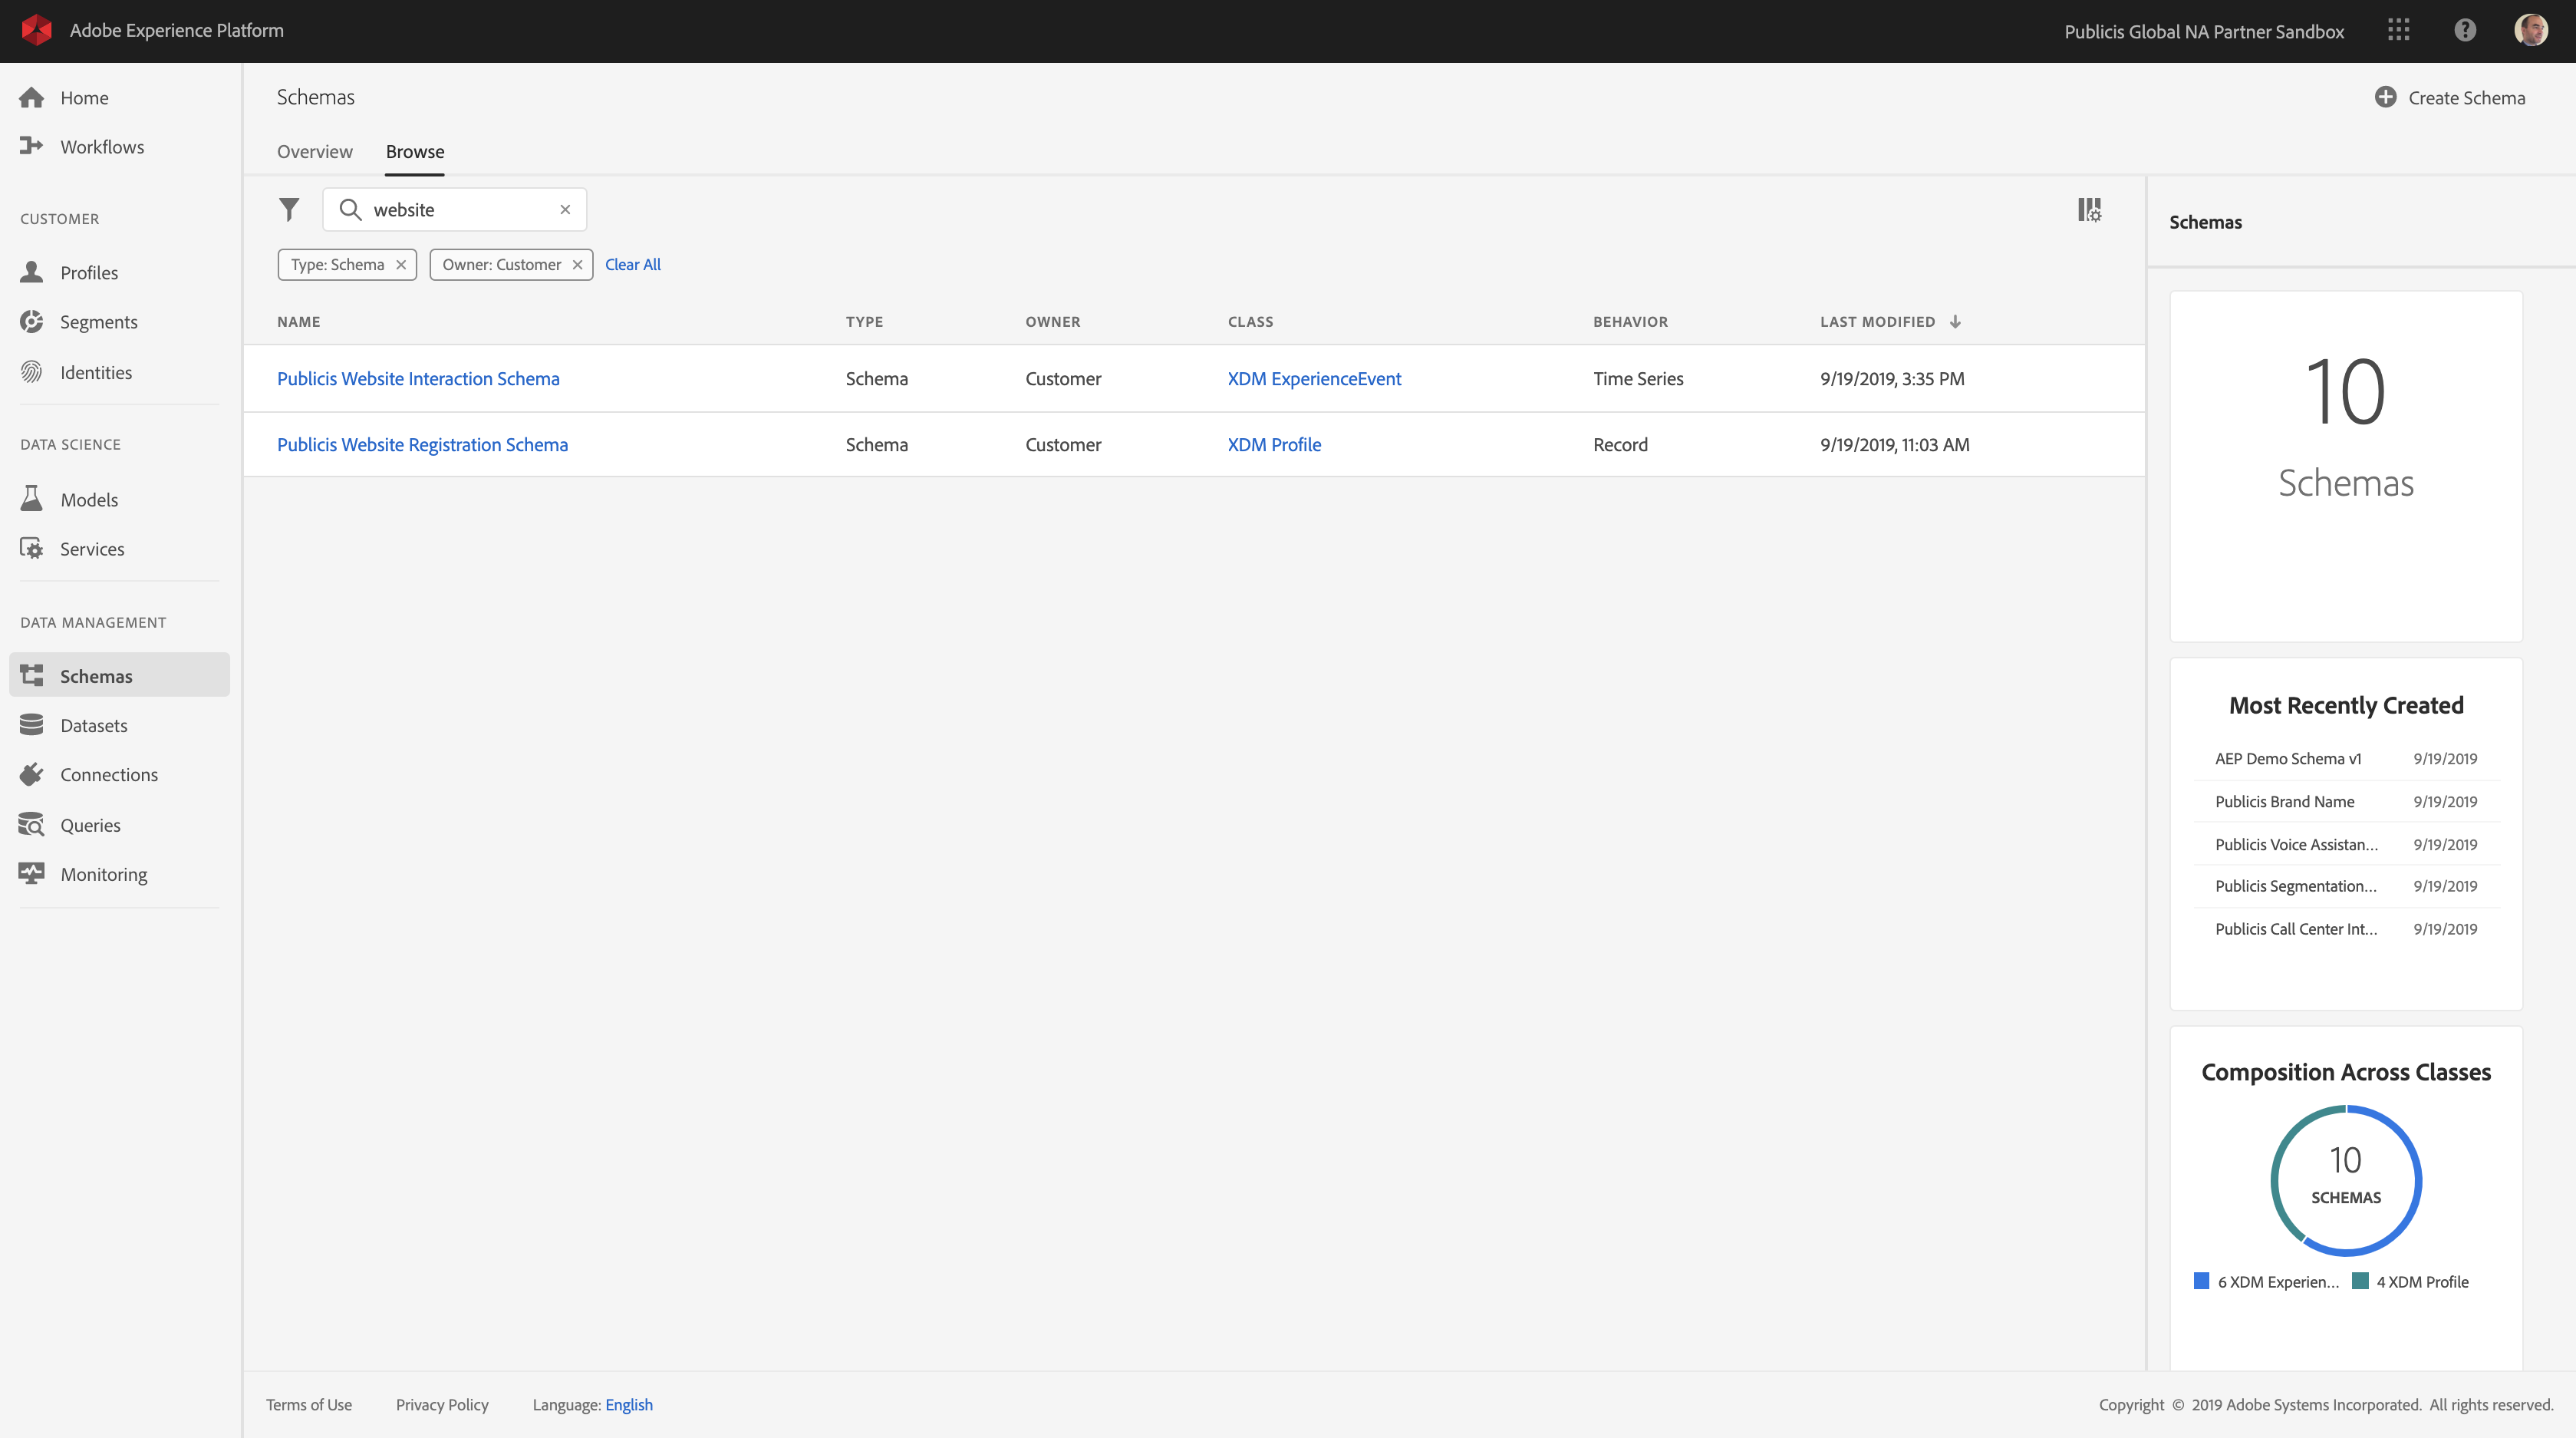 Adobe Experience Platform
Publicis Global NA Partner Sandbox
Home
Workflows
CUSTOMER
Profiles
Segments
Identities
DATA SCIENCE
Models
Services
DATA MANAGEMENT
Schemas
Datasets
Connections
Queries
Monitoring
Schemas
Create Schema
Overview Browse
website
Type: Schema Owner: Customer Clear All
NAME TYPE OWNER CLASS BEHAVIOR LAST MODIFIED
Publicis Website Interaction Schema Schema Customer XDM ExperienceEvent Time Series 9/19/2019, 3:35 PM
Publicis Website Registration Schema Schema Customer XDM Profile Record 9/19/2019, 11:03 AM
Schemas
10
Schemas
Most Recently Created
AEP Demo Schema v1 9/19/2019
Publicis Brand Name 9/19/2019
Publicis Voice Assistan... 9/19/2019
Publicis Segmentation... 9/19/2019
Publicis Call Center Int... 9/19/2019
Composition Across Classes
10
SCHEMAS
6 XDM Experien... 4 XDM Profile
Terms of Use Privacy Policy Language: English
Copyright © 2019 Adobe Systems Incorporated. All rights reserved.